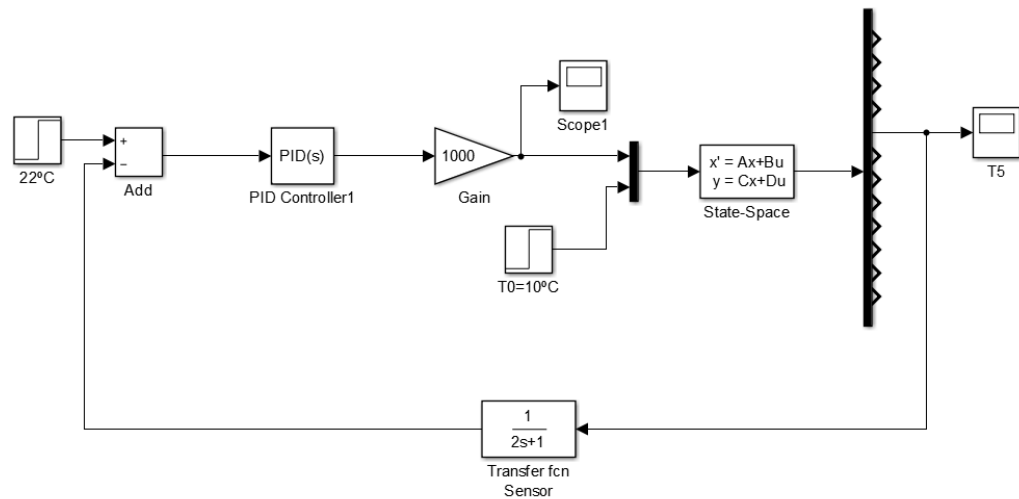 22ºC
+
−
Add
PID(s)
PID Controller1
1000
Gain
Scope1
T0=10ºC
x' = Ax+Bu
y = Cx+Du
State-Space
T5
1
2s+1
Transfer fcn
Sensor